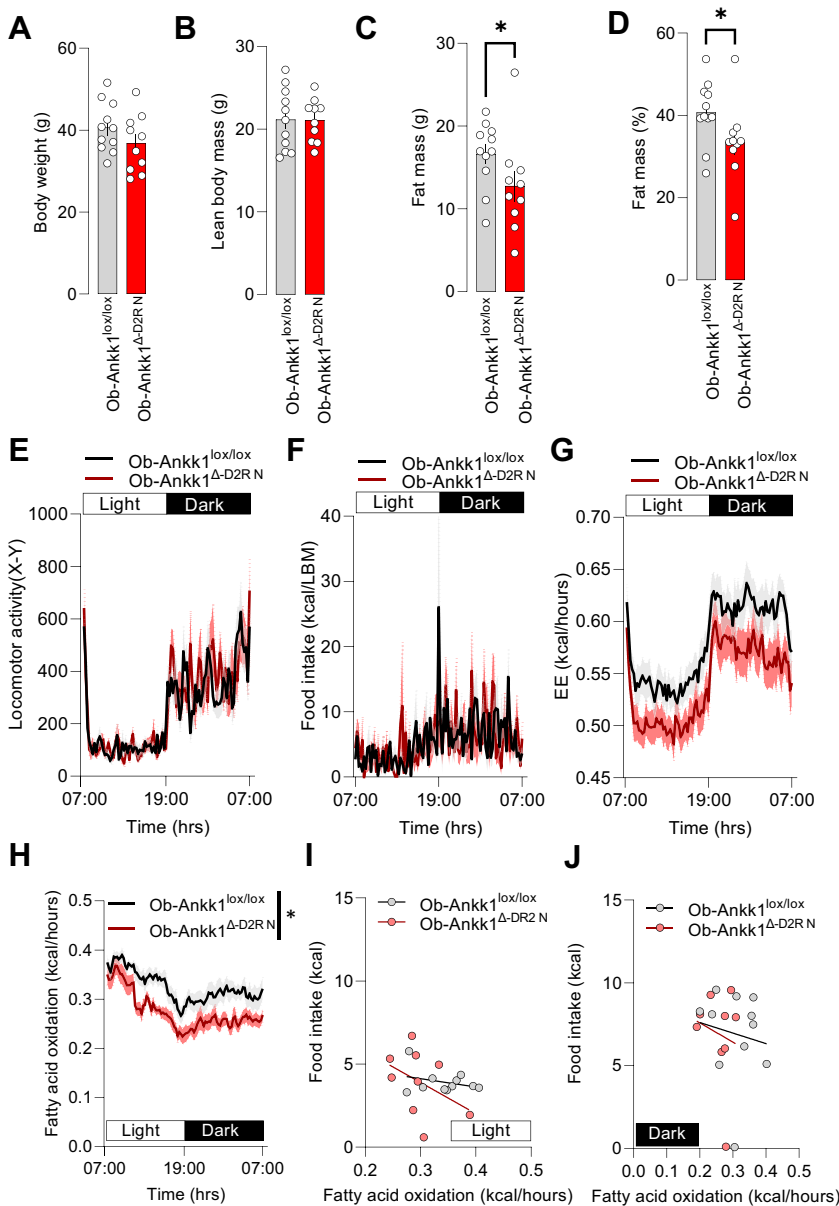 A
Body weight (g)
60
40
20
0
Ob-Ankk1lox/lox
Ob-Ankk1Δ-D2R N
B
Lean body mass (g)
30
20
10
0
Ob-Ankk1lox/lox
Ob-Ankk1Δ-D2R N
C
*
Fat mass (g)
30
20
10
0
Ob-Ankk1lox/lox
Ob-Ankk1Δ-D2R N
D
*
Fat mass (%)
60
40
20
0
Ob-Ankk1lox/lox
Ob-Ankk1Δ-D2R N
E
Ob-Ankk1lox/lox
Ob-Ankk1Δ-D2R N
Light Dark
Locomotor activity(X-Y)
1000
800
600
400
200
0
07:00 19:00 07:00
Time (hrs)
F
Ob-Ankk1lox/lox
Ob-Ankk1Δ-D2R N
Light Dark
Food intake (kcal/LBM)
40
30
20
10
0
07:00 19:00 07:00
Time (hrs)
G
Ob-Ankk1lox/lox
Ob-Ankk1Δ-D2R N
Light Dark
EE (kcal/hours)
0.70
0.65
0.60
0.55
0.50
0.45
07:00 19:00 07:00
Time (hrs)
H
Ob-Ankk1lox/lox
Ob-Ankk1Δ-D2R N
*
Fatty acid oxidation (kcal/hours)
0.5
0.4
0.3
0.2
0.1
0.0
Light Dark
07:00 19:00 07:00
Time (hrs)
I
Ob-Ankk1lox/lox
Ob-Ankk1Δ-DR2 N
Food intake (kcal)
15
10
5
0
Light
0.2 0.3 0.4 0.5
Fatty acid oxidation (kcal/hours)
J
Ob-Ankk1lox/lox
Ob-Ankk1Δ-D2R N
Food intake (kcal)
15
10
5
0
Dark
0.0 0.1 0.2 0.3 0.4 0.5
Fatty acid oxidation (kcal/hours)